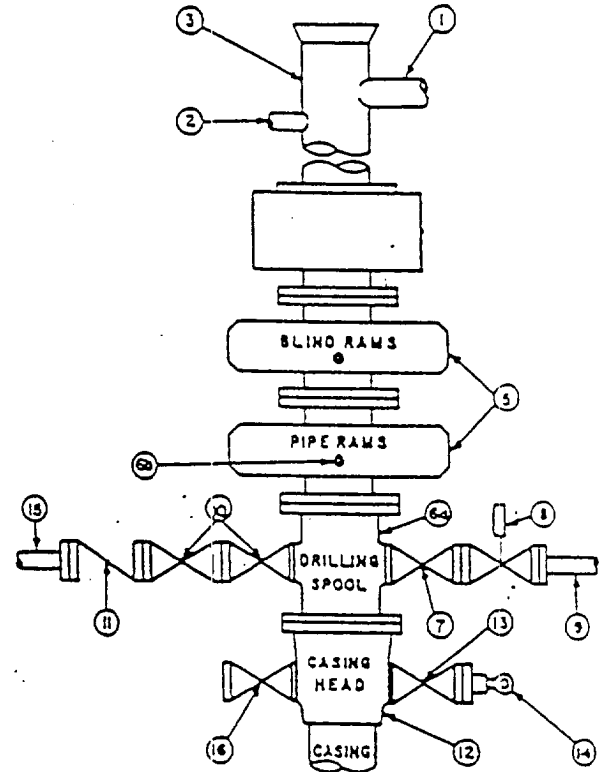 3
1
2
BLIND RAMS
5
PIPE RAMS
6b
6a
8
15
10
DRILLING
SPOOL
11
7
9
13
CASING
HEAD
16
12
14
CASING